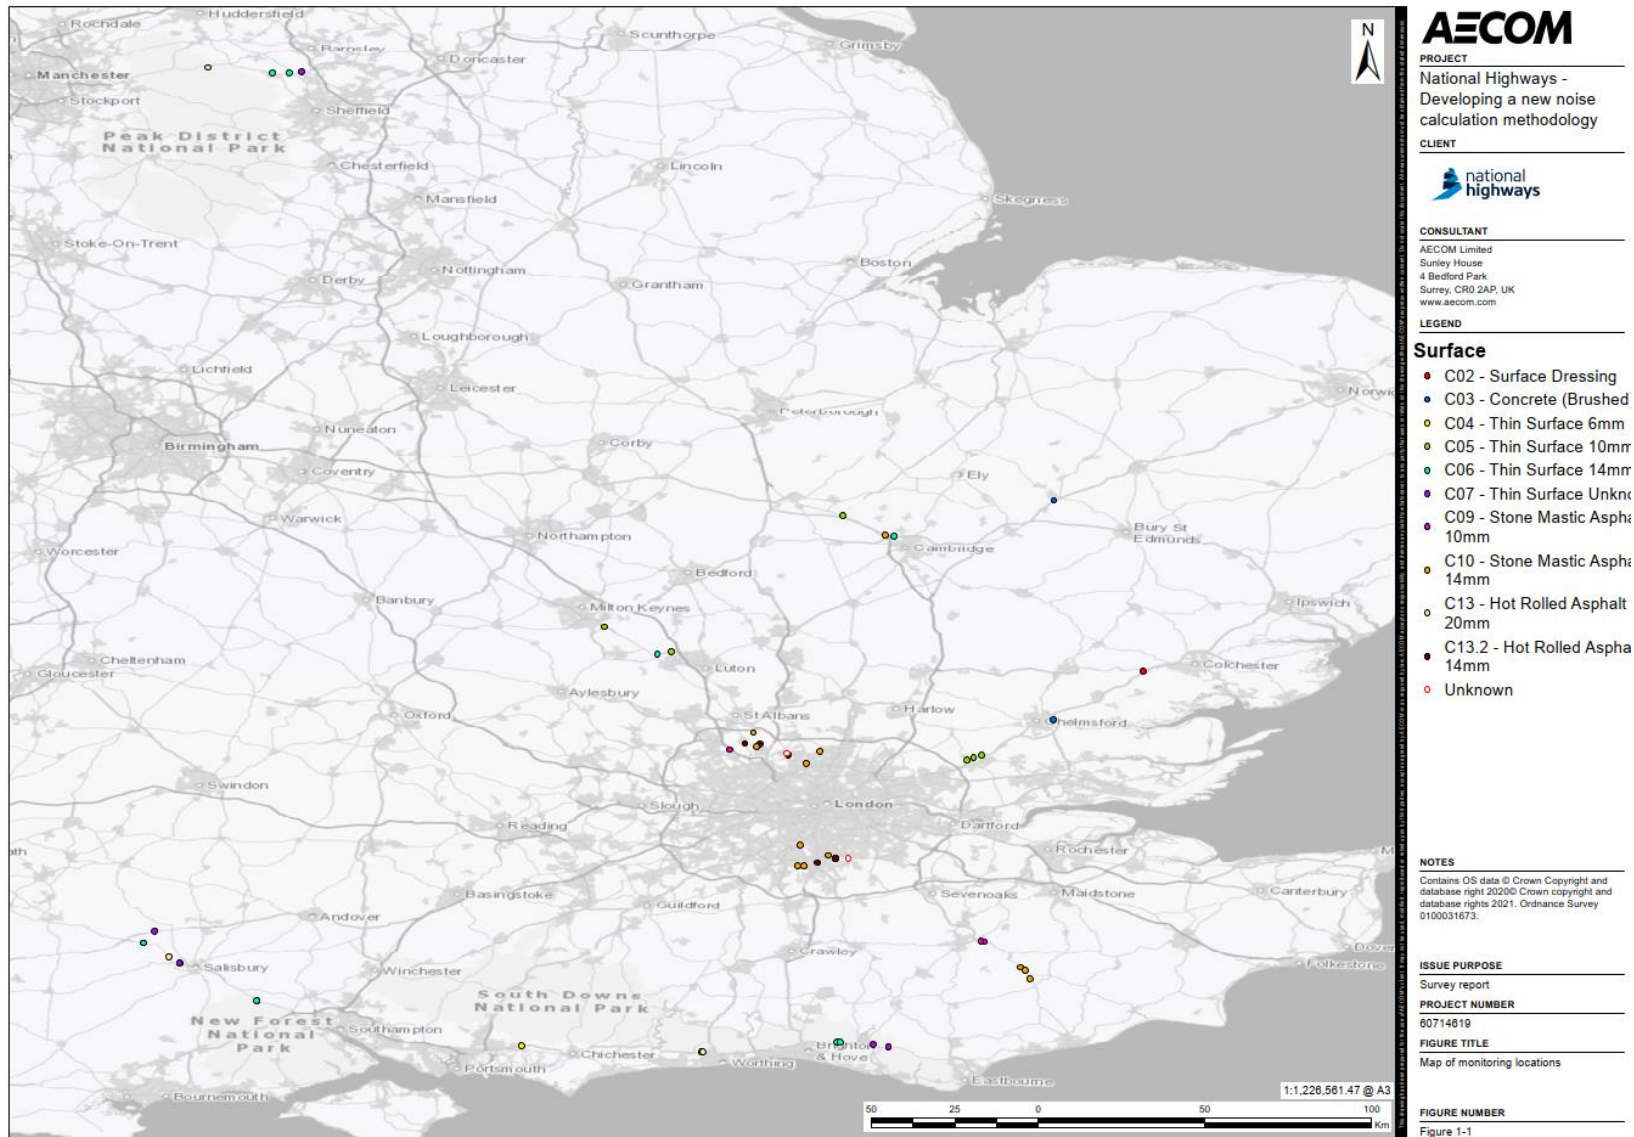 Huddersfield
Rochdale
Scunthorpe
Grimsby
Barnsley
Doncaster
Manchester
Stockport
Sheffield
Peak District
National Park
Chesterfield
Lincoln
Mansfield
Skegness
Stoke-On-Trent
Nottingham
Boston
Derby
Grantham
Loughborough
Lichfield
Leicester
Peterborough
Nuneaton
Corby
Birmingham
Coventry
Ely
Warwick
Northampton
Bury St
Edmunds
Worcester
Cambridge
Bedford
Banbury
Milton Keynes
Ipswich
Cheltenham
Gloucester
Luton
Colchester
Aylesbury
Oxford
St Albans
Harlow
Chelmsford
Swindon
Slough
London
Reading
Dartford
Rochester
Basingstoke
Sevenoaks
Maidstone
Canterbury
Guildford
Andover
Crawley
Folkestone
Salisbury
Winchester
South Downs
National Park
New Forest
National
Park
Southampton
Chichester
Brighton
& Hove
Worthing
Portsmouth
Eastbourne
Bournemouth
N
1:1,226,561.47 @ A3
50 25 0 50 100
Km
AECOM
PROJECT
National Highways -
Developing a new noise
calculation methodology
CLIENT
national
highways
CONSULTANT
AECOM Limited
Sunley House
4 Bedford Park
Surrey, CR0 2AP, UK
www.aecom.com
LEGEND
Surface
C02 - Surface Dressing
C03 - Concrete (Brushed
C04 - Thin Surface 6mm
C05 - Thin Surface 10mm
C06 - Thin Surface 14mm
C07 - Thin Surface Unkno
C09 - Stone Mastic Aspha
10mm
C10 - Stone Mastic Aspha
14mm
C13 - Hot Rolled Asphalt
20mm
C13.2 - Hot Rolled Aspha
14mm
Unknown
NOTES
Contains OS data © Crown Copyright and
database right 2020© Crown copyright and
database rights 2021. Ordnance Survey
0100031673.
ISSUE PURPOSE
Survey report
PROJECT NUMBER
60714619
FIGURE TITLE
Map of monitoring locations
FIGURE NUMBER
Figure 1-1